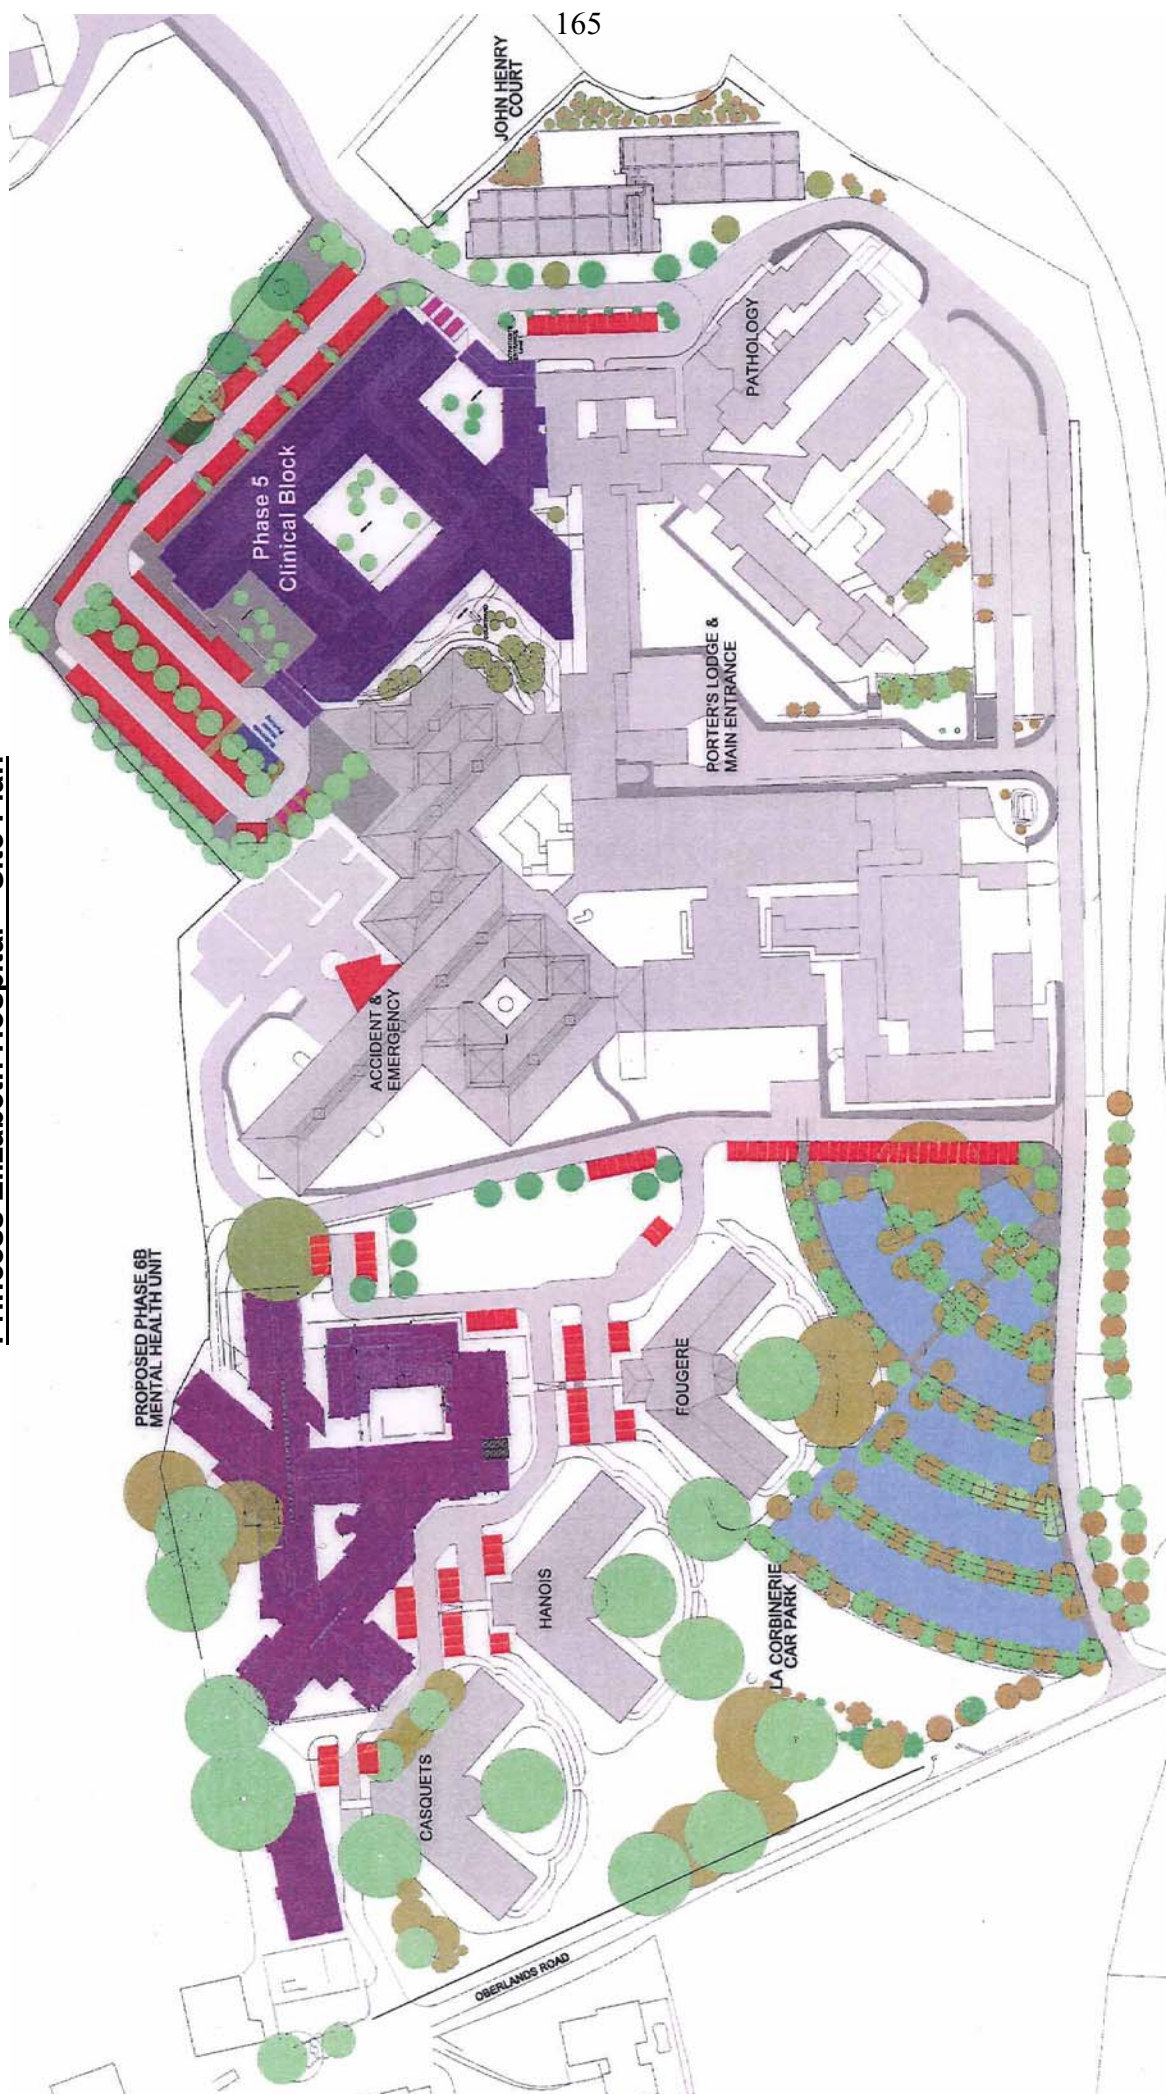 165
Princess Elizabeth Hospital - Site Plan
JOHN HENRY
COURT
Phase 5
Clinical Block
PATHOLOGY
PORTER'S LODGE &
MAIN ENTRANCE
ACCIDENT &
EMERGENCY
PROPOSED PHASE 6B
MENTAL HEALTH UNIT
FOUGERE
HANOIS
LA CORBINERIE
CAR PARK
CASQUETS
OBERLANDS ROAD